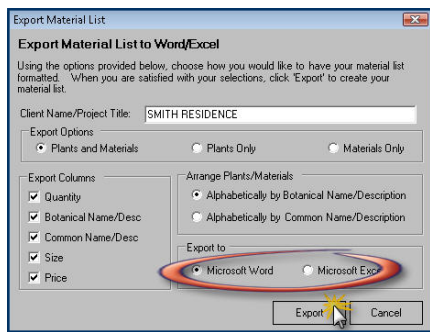 Export Material List
Export Material List to Word/Excel
Using the options provided below, choose how you would like to have your material list
formatted. When you are satisfied with your selections, click 'Export' to create your
material list.
Client Name/Project Title: SMITH RESIDENCE
Export Options
Plants and Materials Plants Only Materials Only
Export Columns
Quantity
Botanical Name/Desc
Common Name/Desc
Size
Price
Arrange Plants/Materials
Alphabetically by Botanical Name/Description
Alphabetically by Common Name/Description
Export to
Microsoft Word Microsoft Excel
Export Cancel